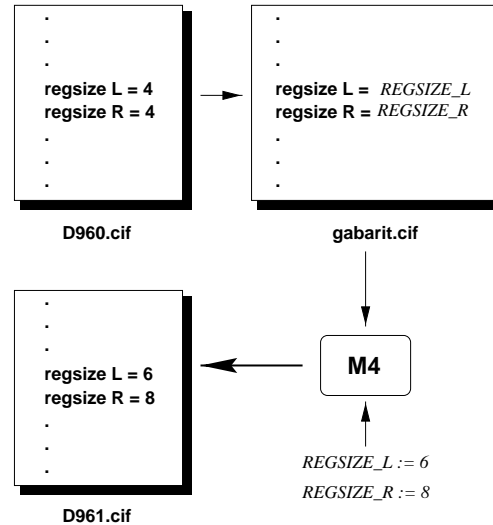 .
.
.
regsize L = 4
regsize R = 4
.
.
.
D960.cif
.
.
.
regsize L = REGSIZE_L
regsize R = REGSIZE_R
.
.
.
gabarit.cif
.
.
.
regsize L = 6
regsize R = 8
.
.
.
D961.cif
M4
REGSIZE_L := 6
REGSIZE_R := 8